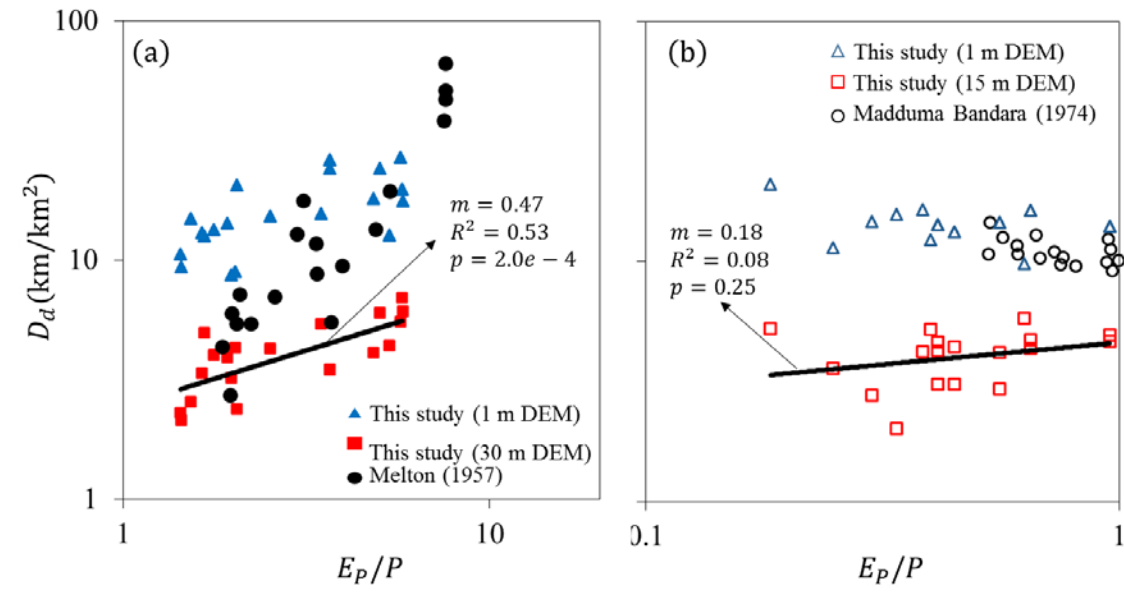 100
10
1
D_d (km/km²)
(a)
m = 0.47
R² = 0.53
p = 2.0e − 4
This study (1 m DEM)
This study (30 m DEM)
Melton (1957)
1
10
E_P/P
(b)
This study (1 m DEM)
This study (15 m DEM)
Madduma Bandara (1974)
m = 0.18
R² = 0.08
p = 0.25
0.1
1
E_P/P